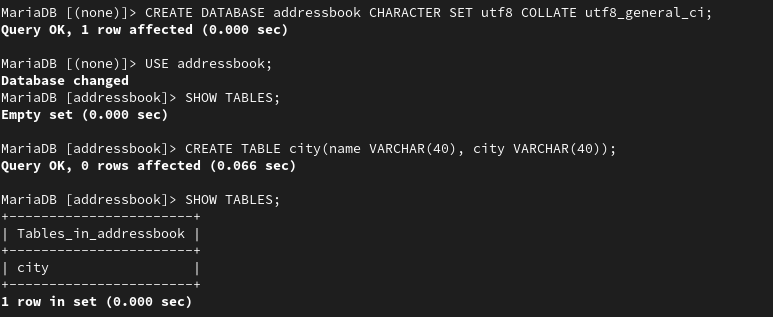 MariaDB [(none)]> CREATE DATABASE addressbook CHARACTER SET utf8 COLLATE utf8_general_ci;
Query OK, 1 row affected (0.000 sec)
MariaDB [(none)]> USE addressbook;
Database changed
MariaDB [addressbook]> SHOW TABLES;
Empty set (0.000 sec)
MariaDB [addressbook]> CREATE TABLE city(name VARCHAR(40), city VARCHAR(40));
Query OK, 0 rows affected (0.066 sec)
MariaDB [addressbook]> SHOW TABLES;
+-----------------------+
| Tables_in_addressbook |
+-----------------------+
| city                  |
+-----------------------+
1 row in set (0.000 sec)